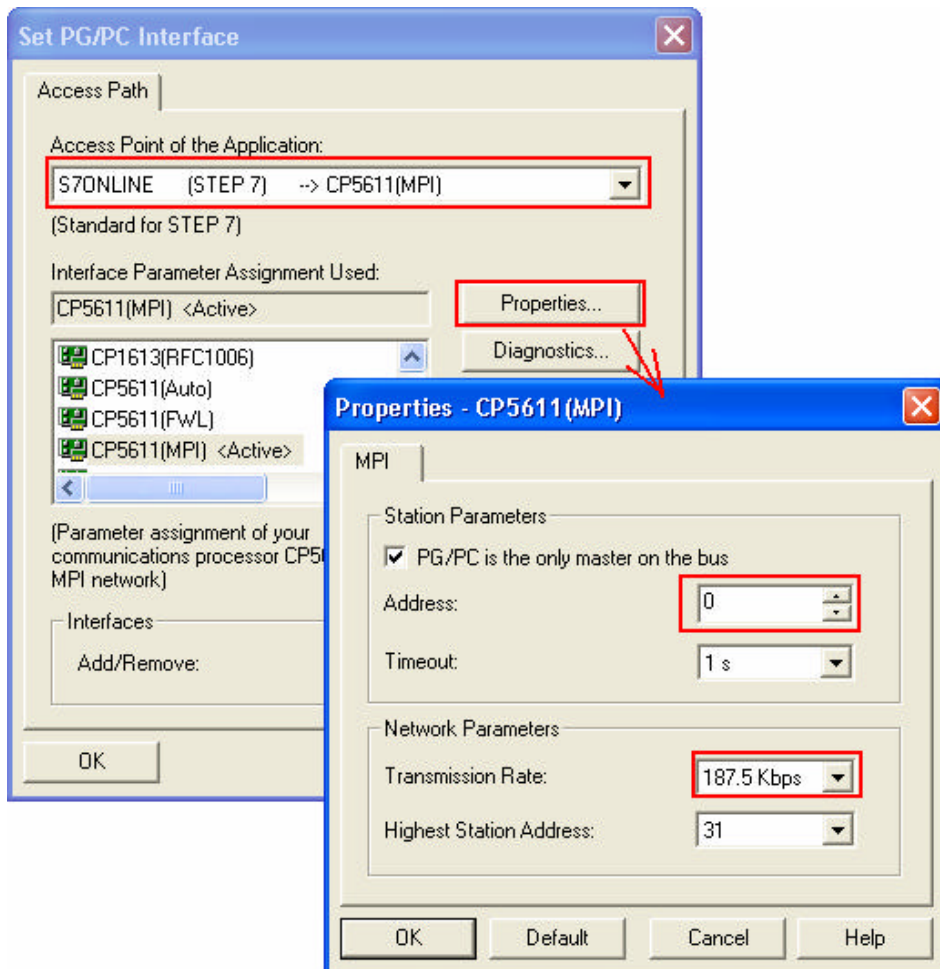 Set PG/PC Interface
Access Path
Access Point of the Application:
S7ONLINE (STEP 7) --> CP5611(MPI)
(Standard for STEP 7)
Interface Parameter Assignment Used:
CP5611(MPI) <Active>
Properties...
Diagnostics...
CP1613(RFC1006)
CP5611(Auto)
CP5611(FWL)
CP5611(MPI) <Active>
(Parameter assignment of your
communications processor CP56
MPI network)
Interfaces
Add/Remove:
OK
Properties - CP5611(MPI)
MPI
Station Parameters
PG/PC is the only master on the bus
Address:
0
Timeout:
1 s
Network Parameters
Transmission Rate:
187.5 Kbps
Highest Station Address:
31
OK
Default
Cancel
Help